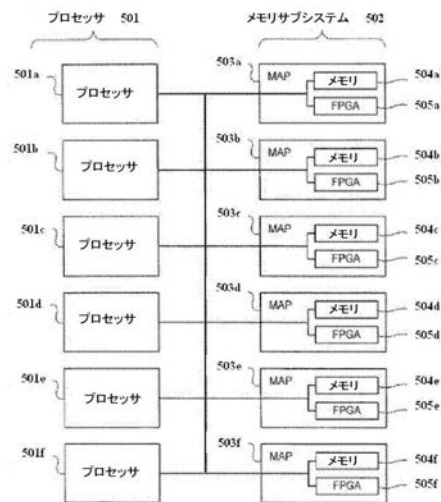 プロセッサ 501 メモリサブシステム 502
501a プロセッサ 503a MAP メモリ 504a
FPGA 505a
501b プロセッサ 503b MAP メモリ 504b
FPGA 505b
501c プロセッサ 503c MAP メモリ 504c
FPGA 505c
501d プロセッサ 503d MAP メモリ 504d
FPGA 505d
501e プロセッサ 503e MAP メモリ 504e
FPGA 505e
501f プロセッサ 503f MAP メモリ 504f
FPGA 505f